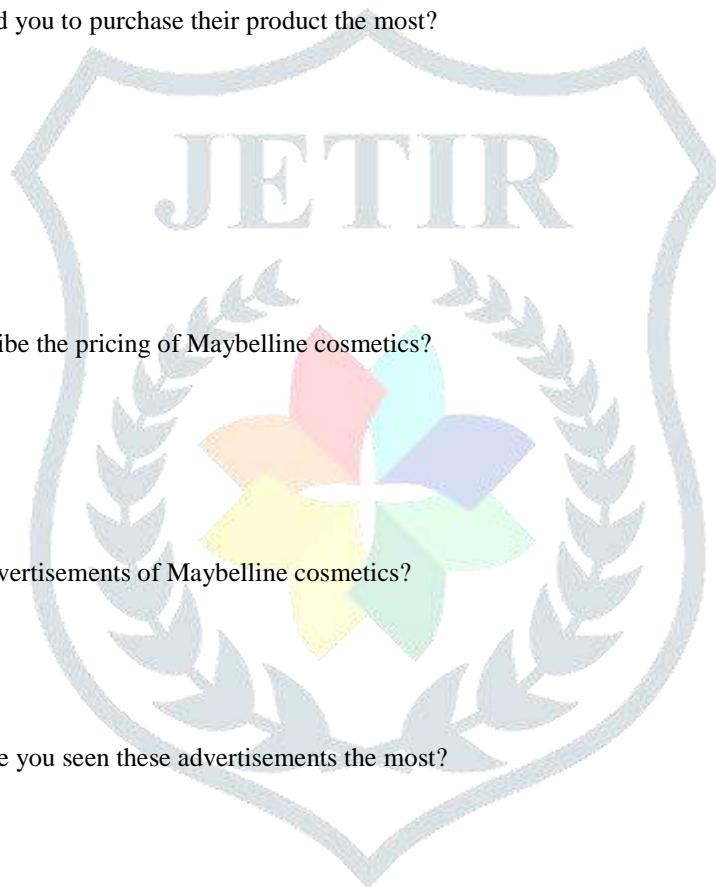 d you to purchase their product the most?
JETIR
ibe the pricing of Maybelline cosmetics?
vertisements of Maybelline cosmetics?
e you seen these advertisements the most?